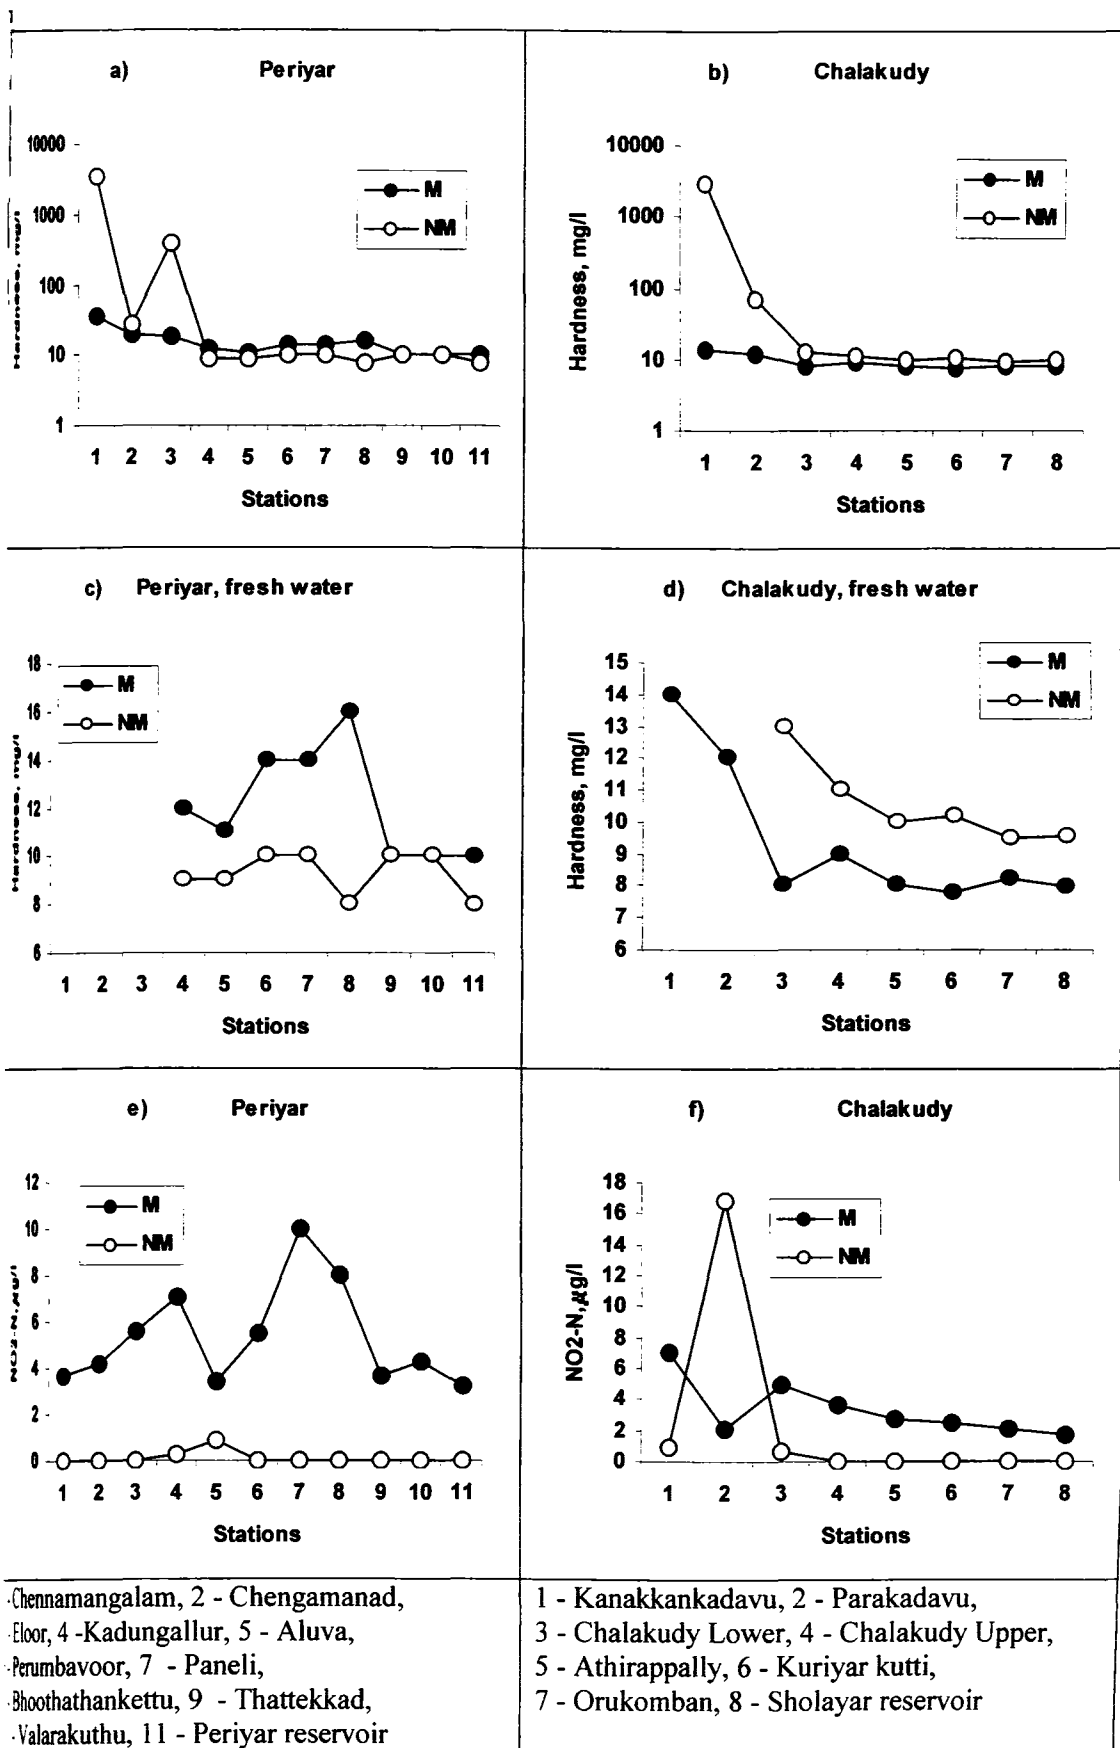 a) Periyar
10000
1000
100
10
1
M
NM
1 2 3 4 5 6 7 8 9 10 11
Stations
b) Chalakudy
Hardness, mg/l
10000
1000
100
10
1
M
NM
1 2 3 4 5 6 7 8
Stations
c) Periyar, fresh water
Hardness, mg/l
18
16
14
12
10
8
6
M
NM
1 2 3 4 5 6 7 8 9 10 11
Stations
d) Chalakudy, fresh water
Hardness, mg/l
15
14
13
12
11
10
9
8
7
6
M
NM
1 2 3 4 5 6 7 8
Stations
e) Periyar
NO2-N, µg/l
12
10
8
6
4
2
0
M
NM
1 2 3 4 5 6 7 8 9 10 11
Stations
f) Chalakudy
NO2-N,µg/l
18
16
14
12
10
8
6
4
2
0
M
NM
1 2 3 4 5 6 7 8
Stations
Chennamangalam, 2 - Chengamanad,
Eloor, 4 -Kadungallur, 5 - Aluva,
Perumbavoor, 7 - Paneli,
Bhoothathankettu, 9 - Thattekkad,
Valarakuthu, 11 - Periyar reservoir
1 - Kanakkankadavu, 2 - Parakadavu,
3 - Chalakudy Lower, 4 - Chalakudy Upper,
5 - Athirappally, 6 - Kuriyar kutti,
7 - Orukomban, 8 - Sholayar reservoir